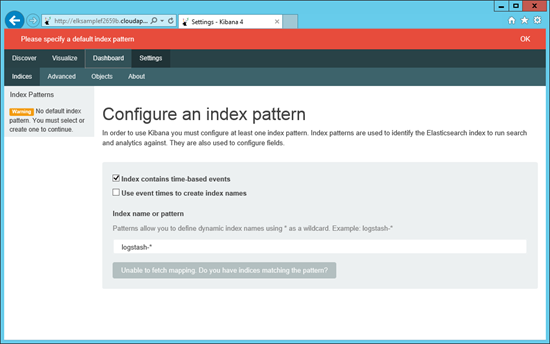 http://elksamplef2659b.cloudap...
Settings - Kibana 4
Please specify a default index pattern OK
Discover Visualize Dashboard Settings
Indices Advanced Objects About
Index Patterns
Warning No default index
pattern. You must select or
create one to continue.
Configure an index pattern
In order to use Kibana you must configure at least one index pattern. Index patterns are used to identify the Elasticsearch index to run search
and analytics against. They are also used to configure fields.
Index contains time-based events
Use event times to create index names
Index name or pattern
Patterns allow you to define dynamic index names using * as a wildcard. Example: logstash-*
logstash-*
Unable to fetch mapping. Do you have indices matching the pattern?